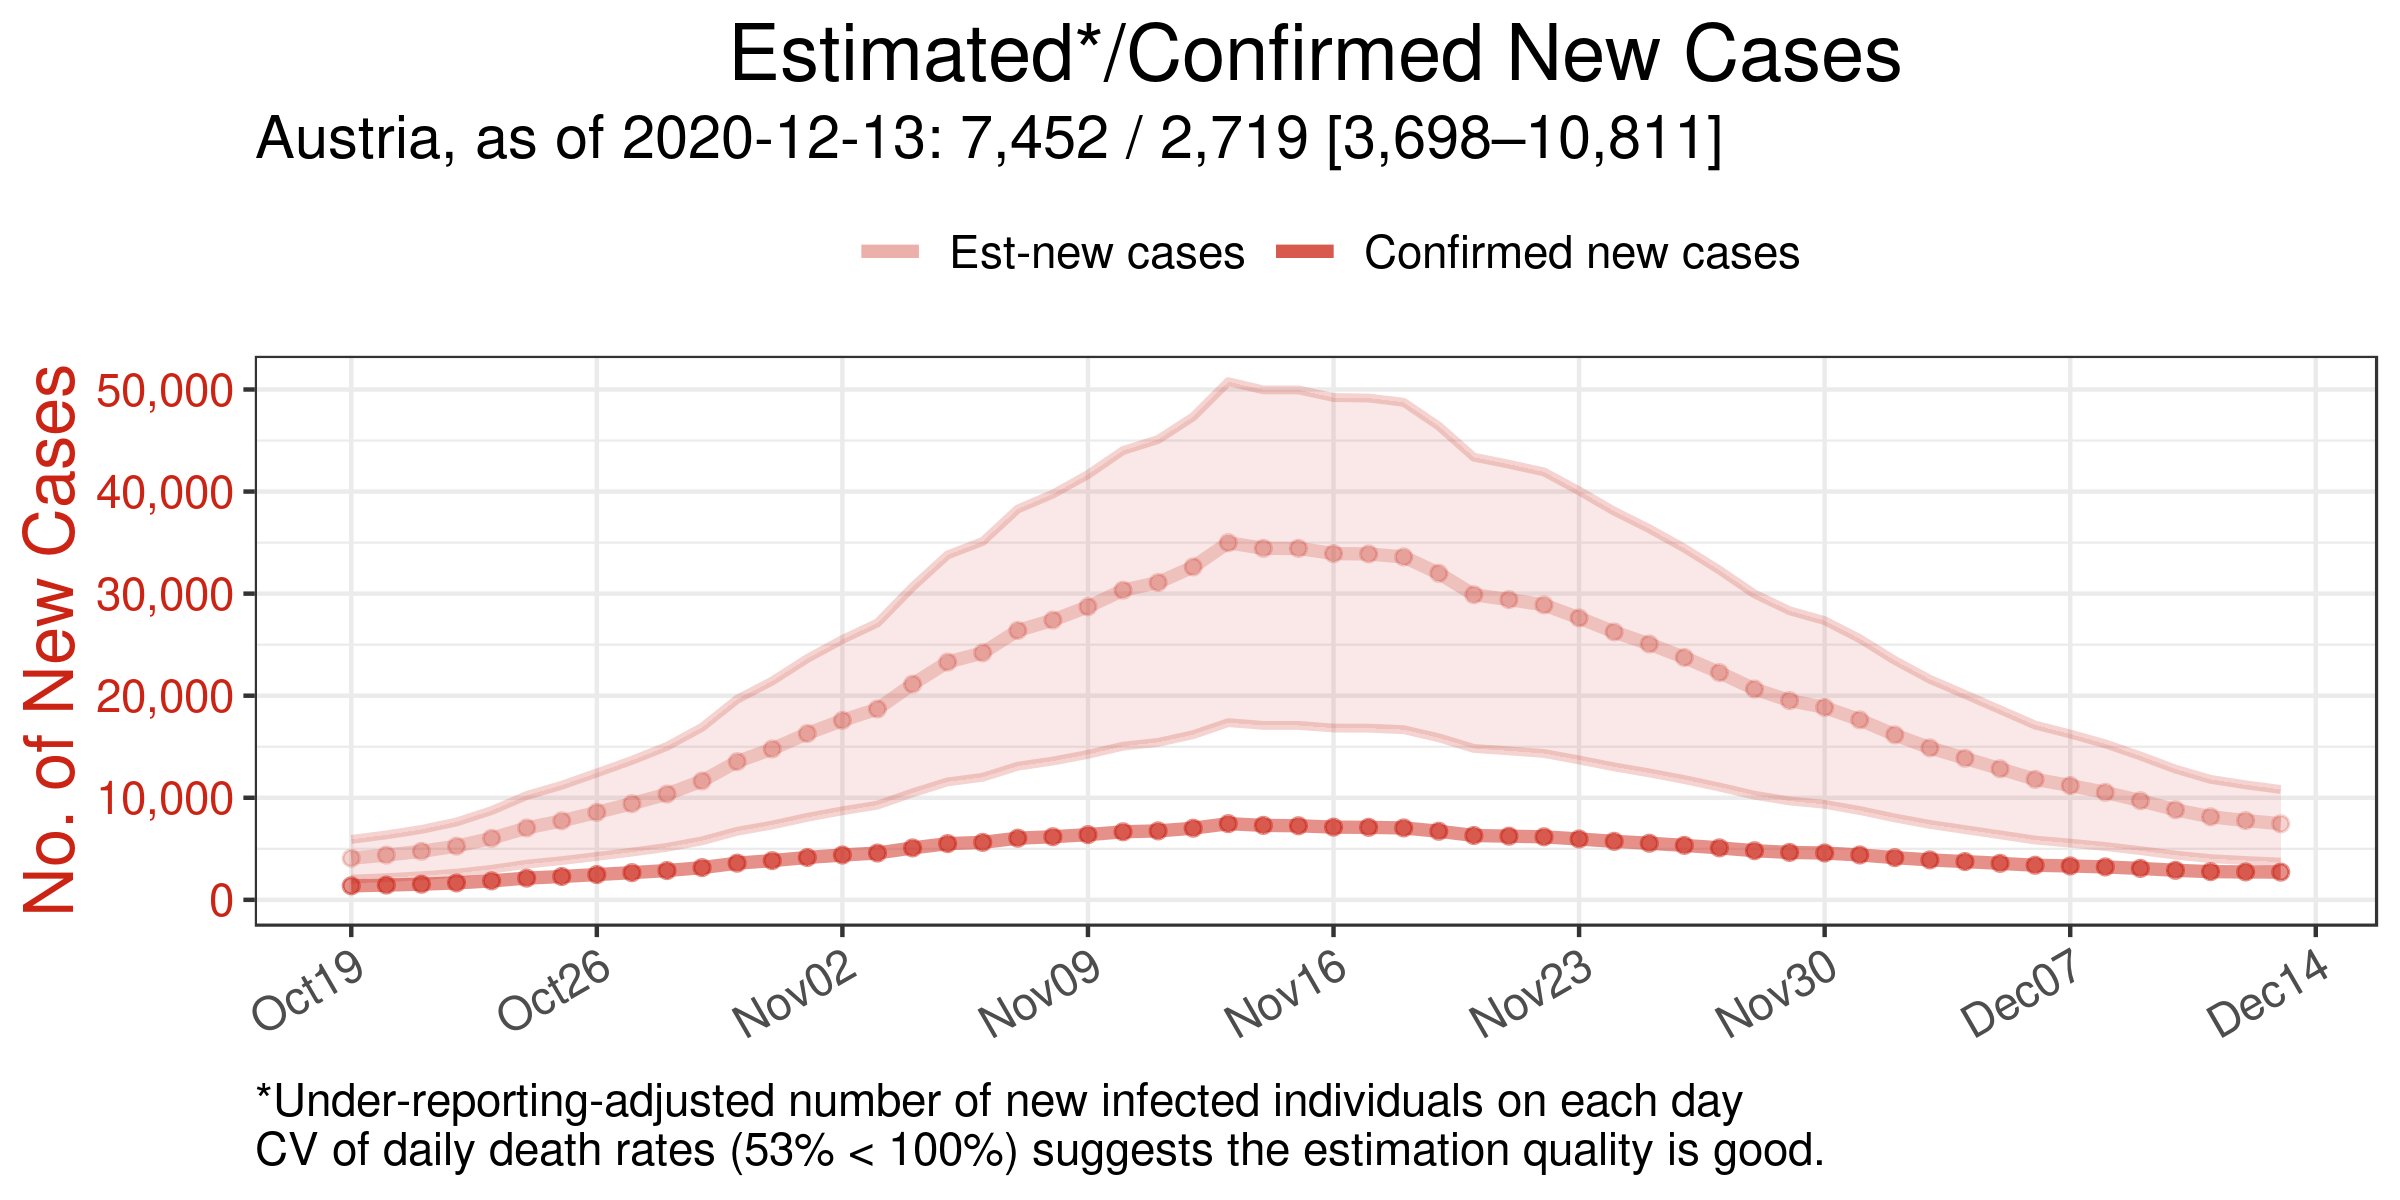 Estimated*/Confirmed New Cases
Austria, as of 2020-12-13: 7,452 / 2,719 [3,698–10,811]
Est-new cases Confirmed new cases
No. of New Cases
50,000
40,000
30,000
20,000
10,000
0
Oct19 Oct26 Nov02 Nov09 Nov16 Nov23 Nov30 Dec07 Dec14
*Under-reporting-adjusted number of new infected individuals on each day
CV of daily death rates (53% < 100%) suggests the estimation quality is good.